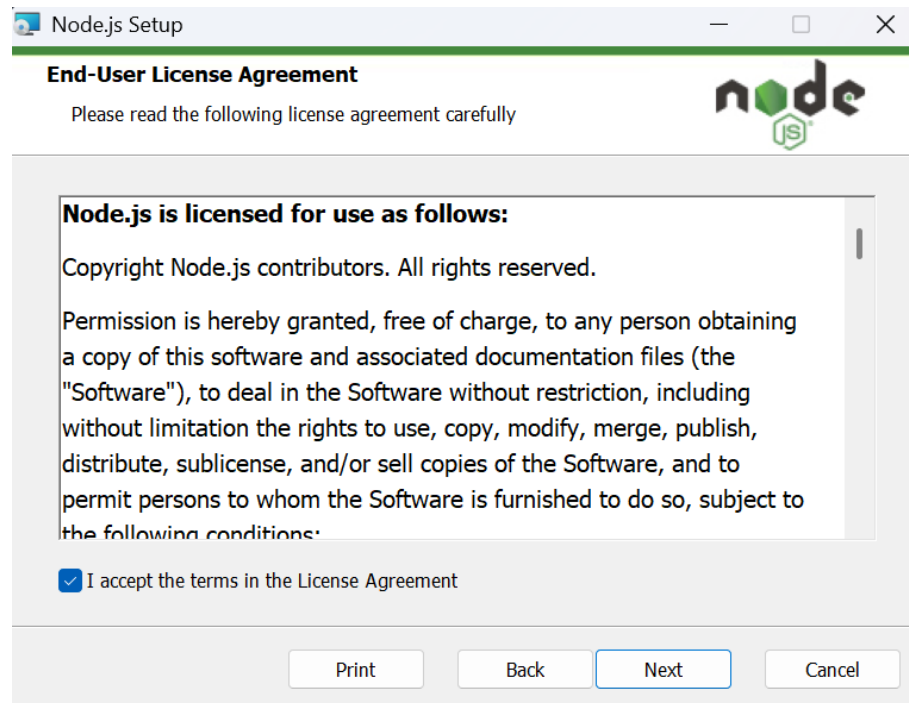 Node.js Setup
End-User License Agreement
Please read the following license agreement carefully
node
JS
Node.js is licensed for use as follows:
Copyright Node.js contributors. All rights reserved.
Permission is hereby granted, free of charge, to any person obtaining
a copy of this software and associated documentation files (the
"Software"), to deal in the Software without restriction, including
without limitation the rights to use, copy, modify, merge, publish,
distribute, sublicense, and/or sell copies of the Software, and to
permit persons to whom the Software is furnished to do so, subject to
the following conditions:
I accept the terms in the License Agreement
Print Back Next Cancel